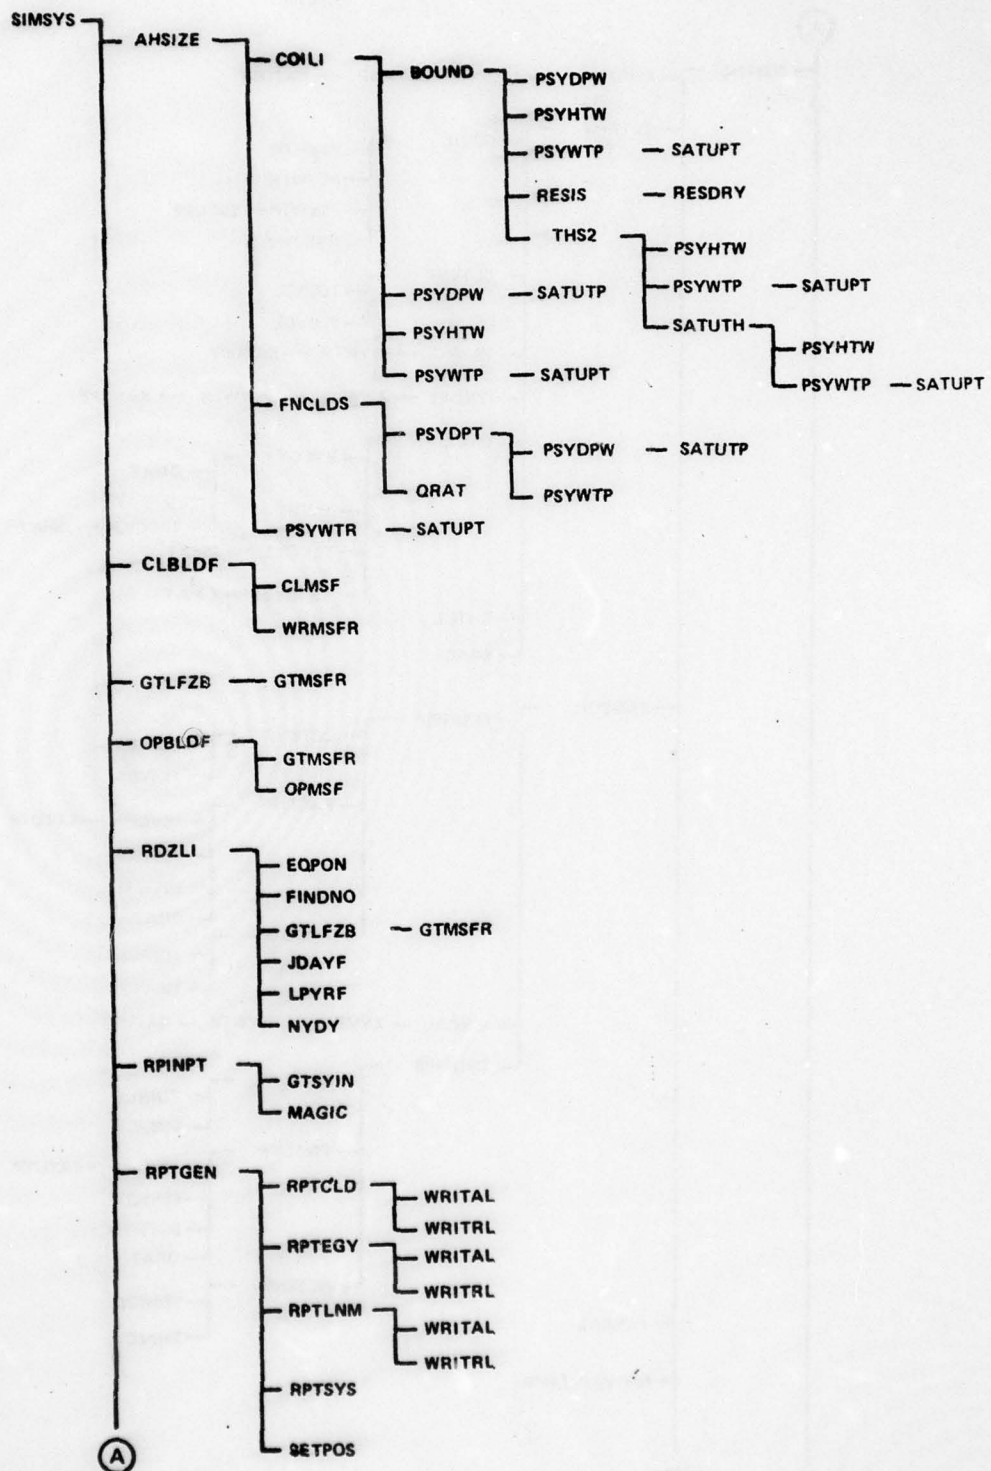 SIMSYS
AHSIZE
COILI
BOUND
PSYDPW
PSYHTW
PSYWTP — SATUPT
RESIS — RESDRY
THS2
PSYHTW
PSYWTP — SATUPT
SATUTH
PSYHTW
PSYWTP — SATUPT
PSYDPW — SATUTP
PSYHTW
PSYWTP — SATUPT
FNCLDS
PSYDPT
PSYDPW — SATUTP
PSYWTP
QRAT
PSYWTR — SATUPT
CLBLDF
CLMSF
WRMSFR
GTLFZB — GTMSFR
OPBLDF
GTMSFR
OPMSF
RDZLI
EQPON
FINDNO
GTLFZB — GTMSFR
JDAYF
LPYRF
NYDY
RPINPT
GTSYIN
MAGIC
RPTGEN
RPTCLD
WRITAL
WRITRL
RPTEGY
WRITAL
WRITRL
RPTLNM
WRITAL
WRITRL
RPTSYS
SETPOS
A